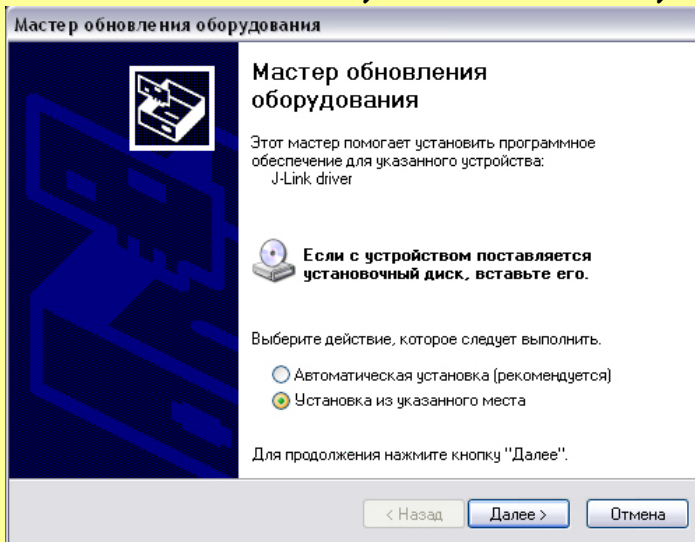 Мастер обновления оборудования
Мастер обновления
оборудования
Этот мастер помогает установить программное
обеспечение для указанного устройства:
J-Link driver
Если с устройством поставляется
установочный диск, вставьте его.
Выберите действие, которое следует выполнить.
Автоматическая установка (рекомендуется)
Установка из указанного места
Для продолжения нажмите кнопку "Далее".
< Назад
Далее >
Отмена